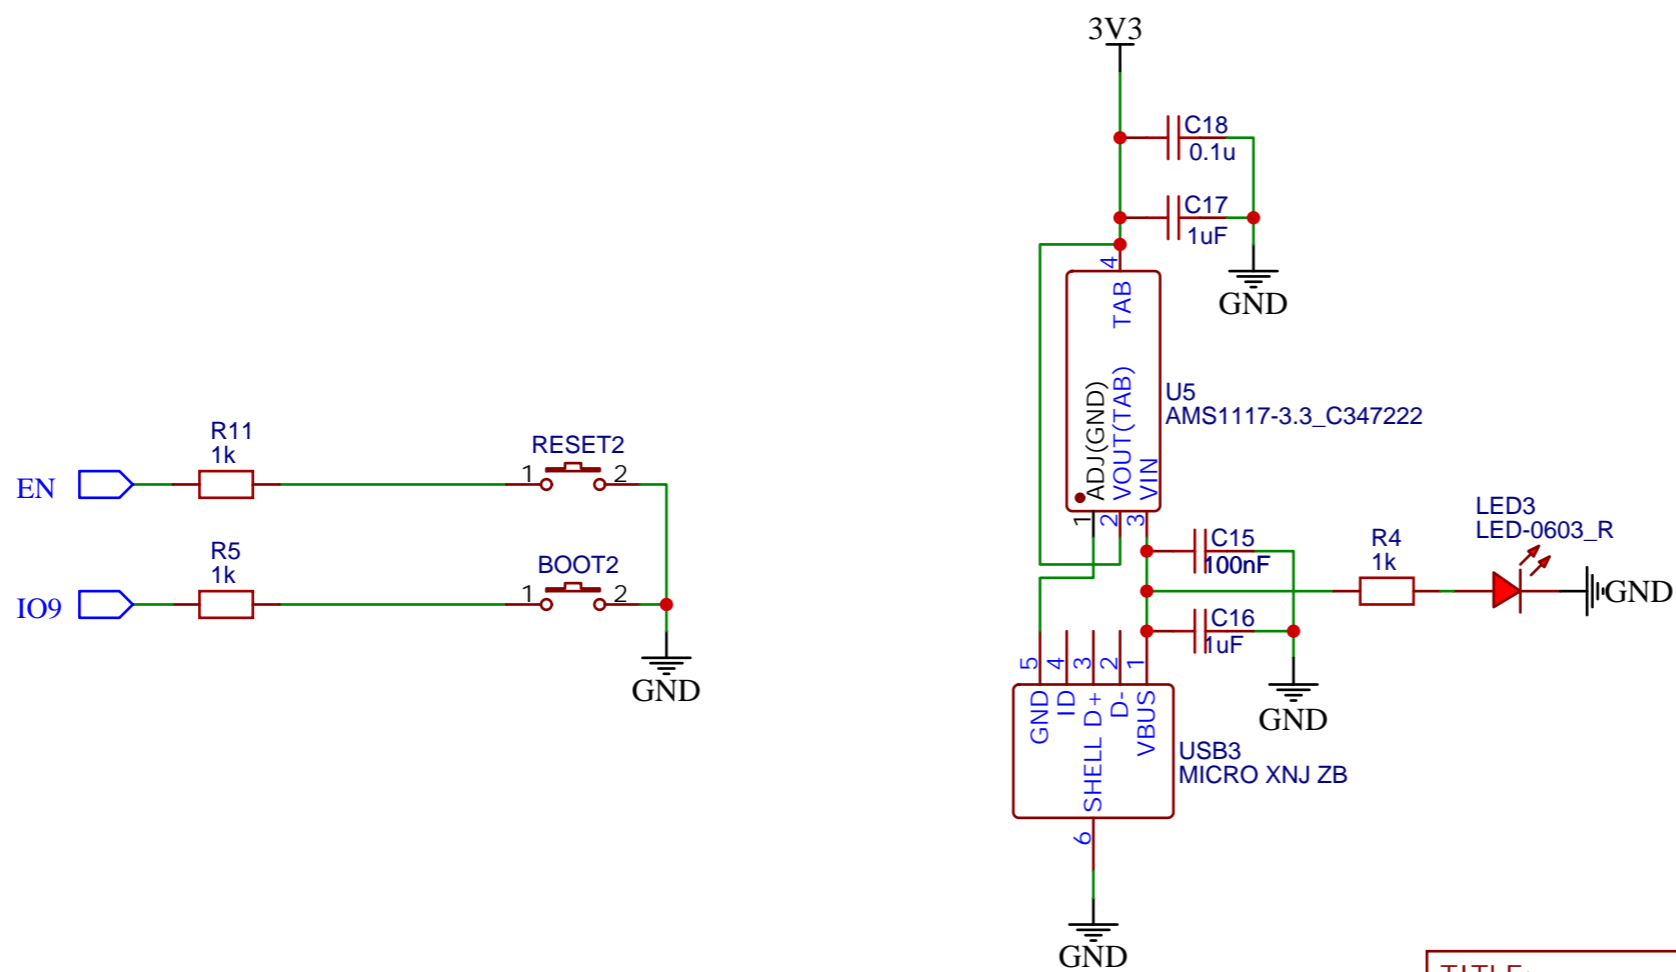 3V3
C18
0.1u
C17
1uF
GND
4
TAB
ADJ(GND)
VOUT(TAB)
VIN
U5
AMS1117-3.3_C347222
1
2
3
R11
1k
RESET2
EN
1
2
R5
1k
BOOT2
IO9
1
2
GND
C15
100nF
R4
1k
LED3
LED-0603_R
GND
C16
1uF
GND
5
4
3
2
1
GND
ID
SHELL D+
D-
VBUS
USB3
MICRO XNJ ZB
6
GND